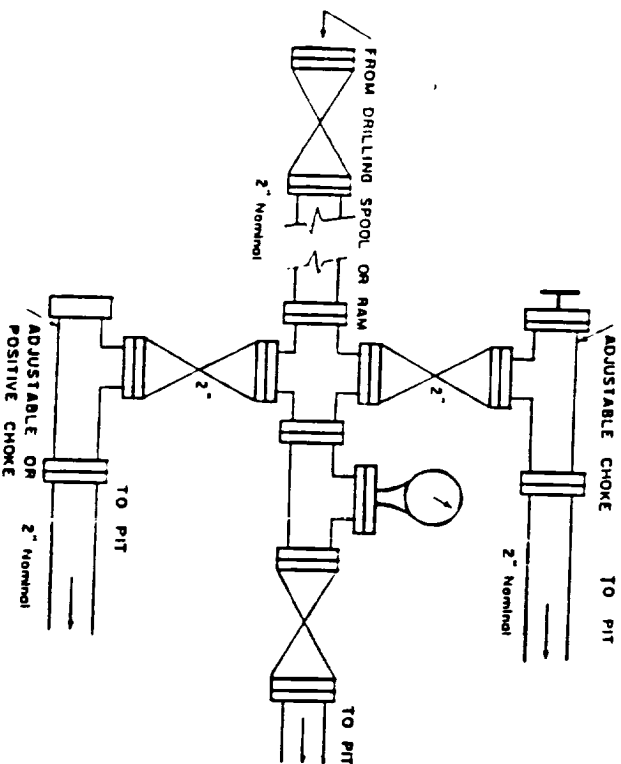 FROM DRILLING SPOOL OR RAM
2" Nominal
ADJUSTABLE CHOKE
TO PIT
2" Nominal
2"
2"
TO PIT
ADJUSTABLE OR
POSITIVE CHOKE
TO PIT
2" Nominal